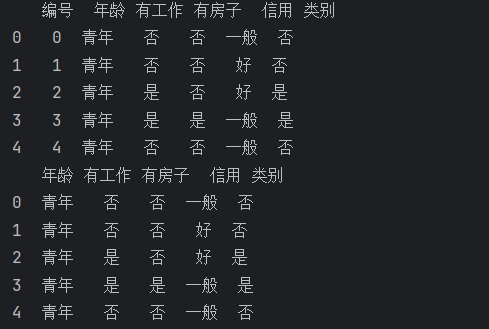 编号 年龄 有工作 有房子 信用 类别
0 0 青年 否 否 一般 否
1 1 青年 否 否 好 否
2 2 青年 是 否 好 是
3 3 青年 是 是 一般 是
4 4 青年 否 否 一般 否
年龄 有工作 有房子 信用 类别
0 青年 否 否 一般 否
1 青年 否 否 好 否
2 青年 是 否 好 是
3 青年 是 是 一般 是
4 青年 否 否 一般 否